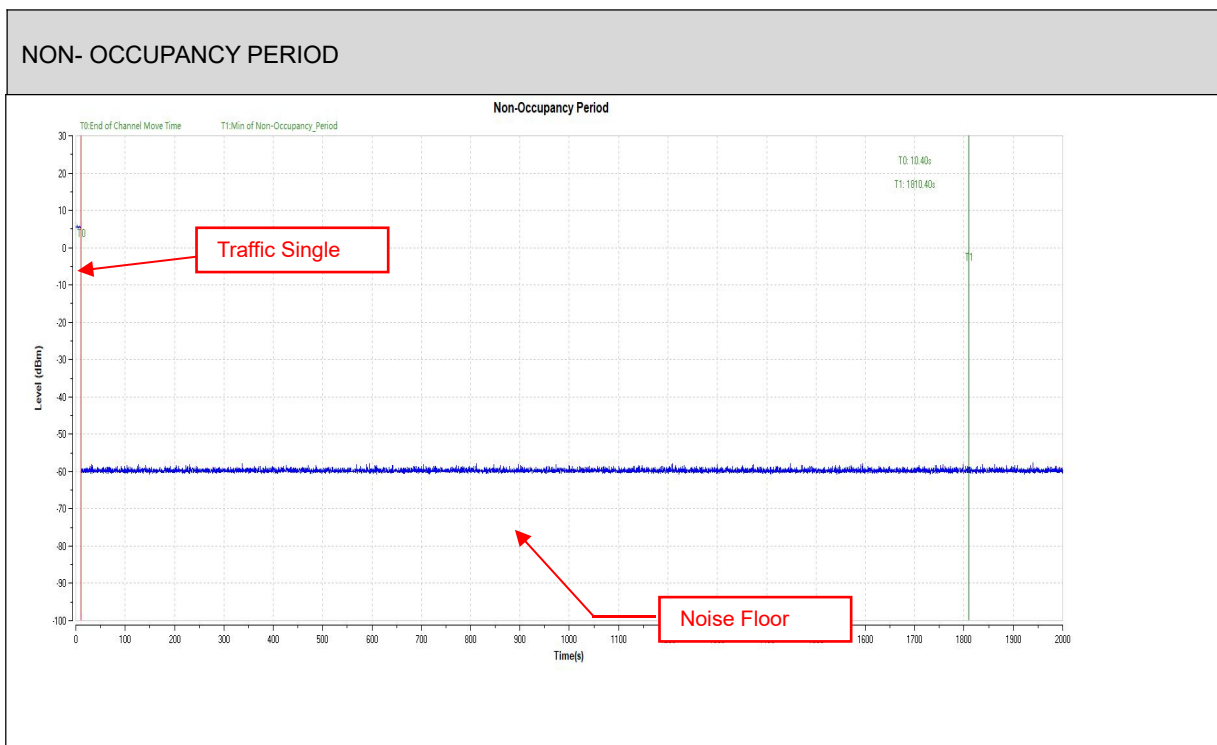 NON- OCCUPANCY PERIOD
Non-Occupancy Period
T0:End of Channel Move Time T1:Min of Non-Occupancy_Period
30
T0: 10.40s
20
T1: 1810.40s
10
T0
Traffic Single
0
T1
-10
-20
-30
Level (dBm)
-40
-50
-60
-70
-80
-90
Noise Floor
-100
0 100 200 300 400 500 600 700 800 900 1000 1100 1600 1700 1800 1900 2000
Time(s)